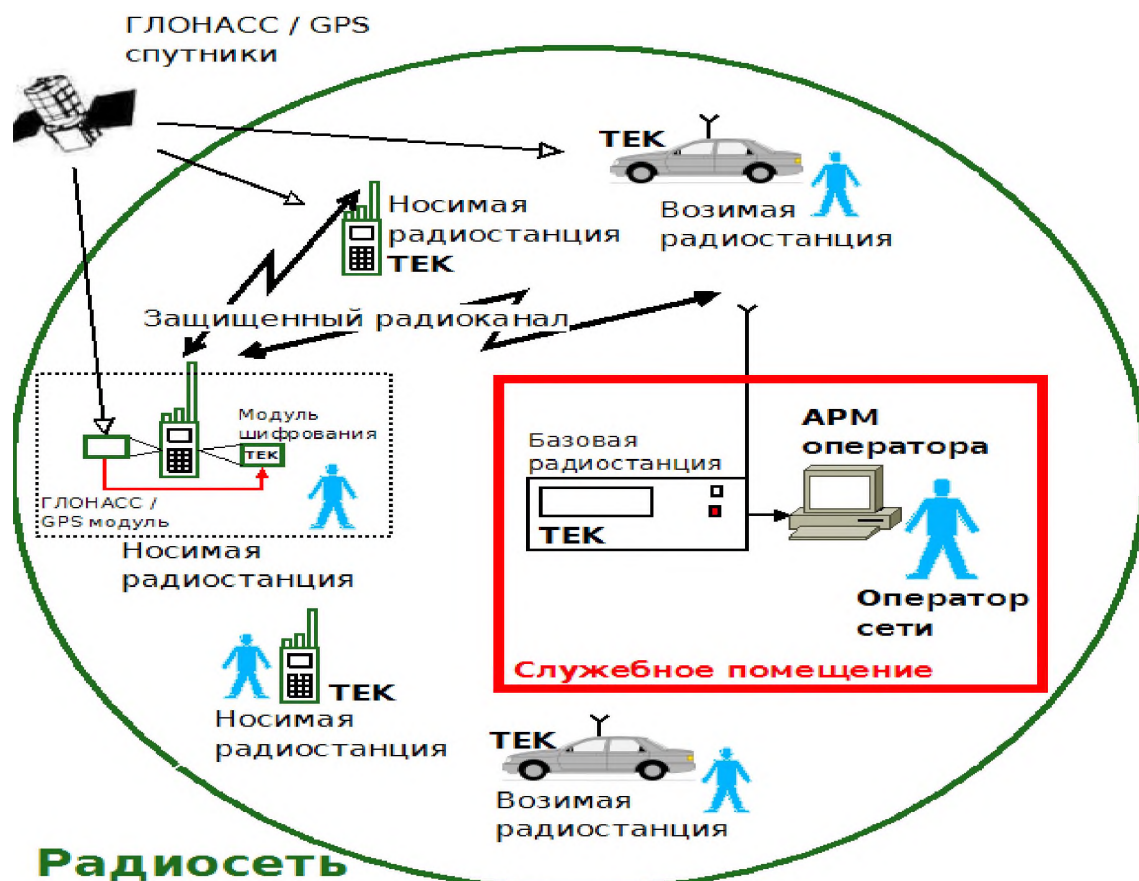 ГЛОНАСС / GPS
спутники
ТЕК
Носимая
радиостанция
ТЕК
Возимая
радиостанция
Защищенный радиоканал
Модуль
шифрования
ТЕК
ГЛОНАСС /
GPS модуль
Носимая
радиостанция
Базовая
радиостанция
ТЕК
АРМ
оператора
Оператор
сети
Служебное помещение
ТЕК
Носимая
радиостанция
ТЕК
Возимая
радиостанция
Радиосеть